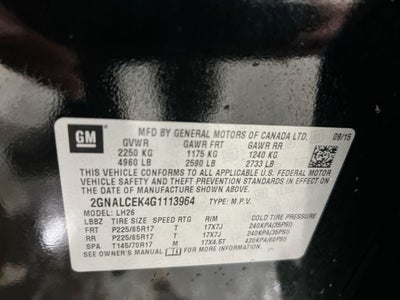 GM
MFD BY GENERAL MOTORS OF CANADA LTD. 09/15
GVWR GAWR FRT GAWR RR
2250 KG 1175 KG 1240 KG
4960 LB 2590 LB 2733 LB
THIS VEHICLE CONFORMS TO ALL APPLICABLE
U.S. FEDERAL MOTOR VEHICLE SAFETY,
BUMPER, AND THEFT PREVENTION STANDARDS
IN EFFECT ON THE DATE OF MANUFACTURE
SHOWN ABOVE.
2GNALCEK4G1113964 TYPE: M.P.V.
MODEL: LH26
LBBZ TIRE SIZE SPEED RTG RIM COLD TIRE PRESSURE
FRT P225/65R17 T 17X7J 240KPA(35PSI)
RR P225/65R17 T 17X7J 240KPA(35PSI)
SPA T145/70R17 M 17X4.5T 420KPA(60PSI)
SEE OWNER'S MANUAL FOR ADDITIONAL INFORMATION.